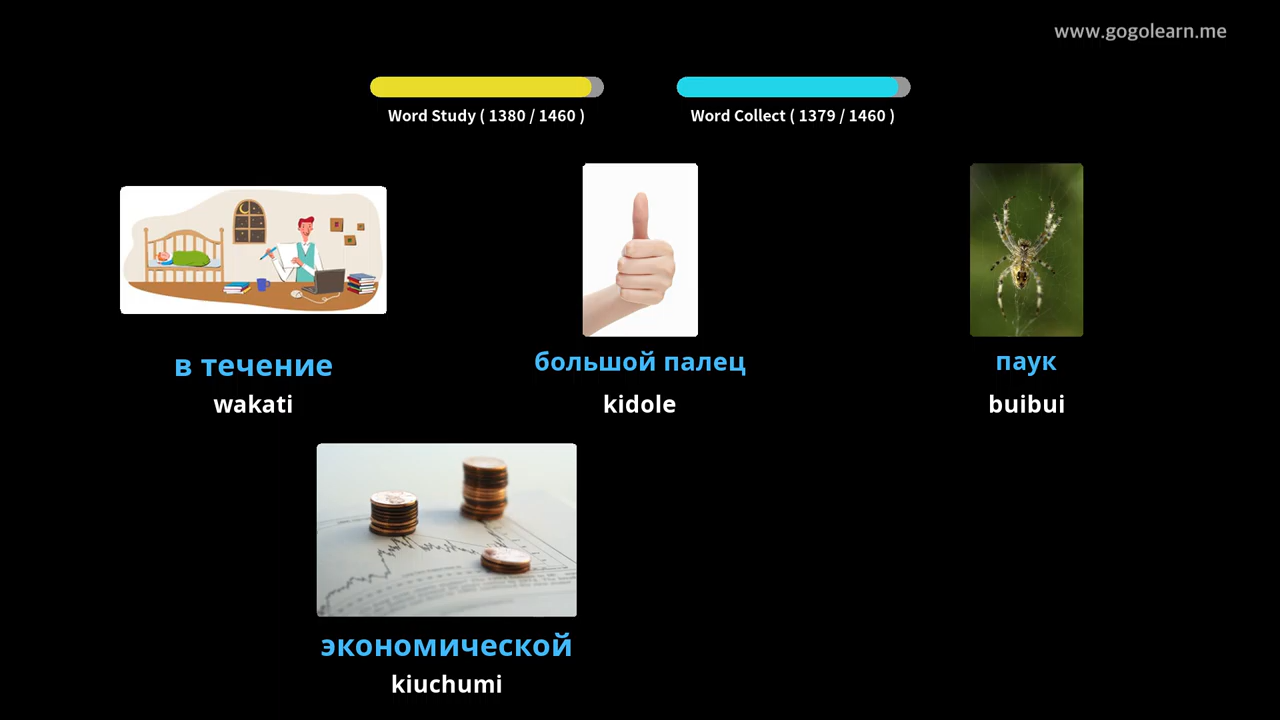 www.gogolearn.me
Word Study ( 1380 / 1460 )
Word Collect ( 1379 / 1460 )
в течение
wakati
большой палец
kidole
паук
buibui
экономической
kiuchumi